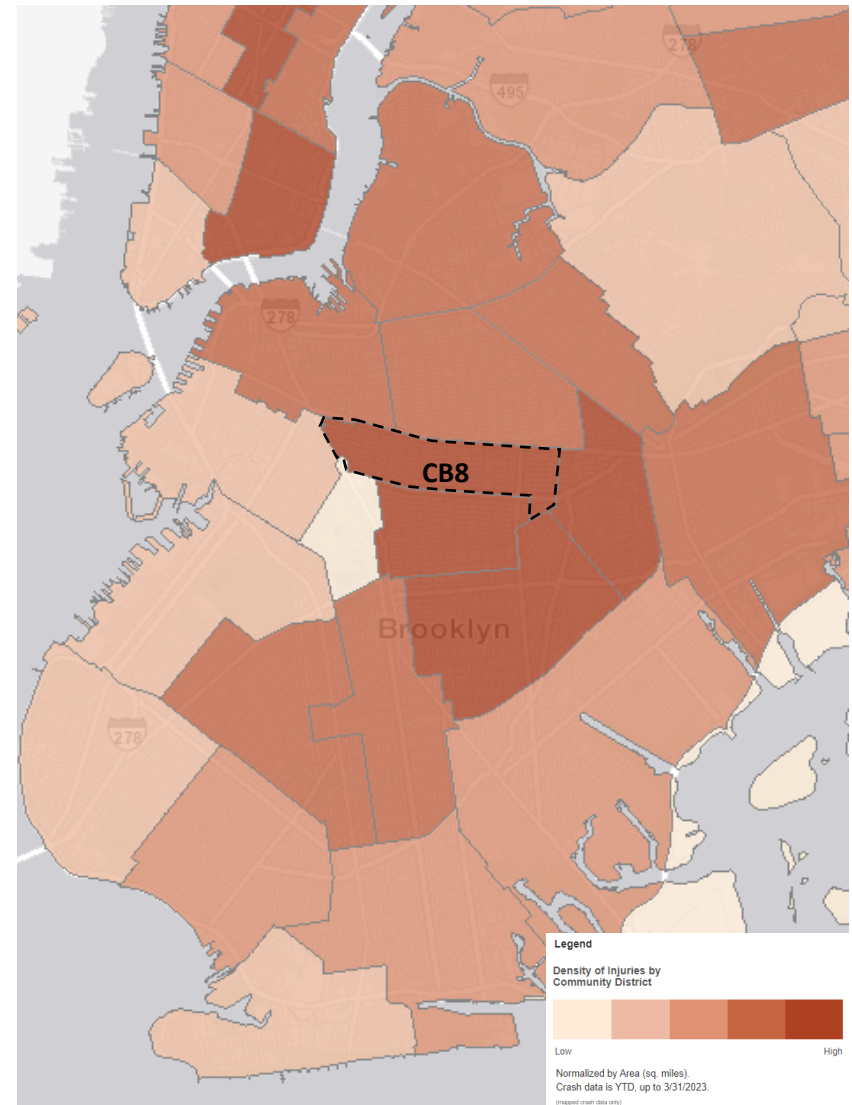 278
495
278
CB8
Brooklyn
278
Legend
Density of Injuries by
Community District
Low
High
Normalized by Area (sq. miles).
Crash data is YTD, up to 3/31/2023.
(mapped crash data only)